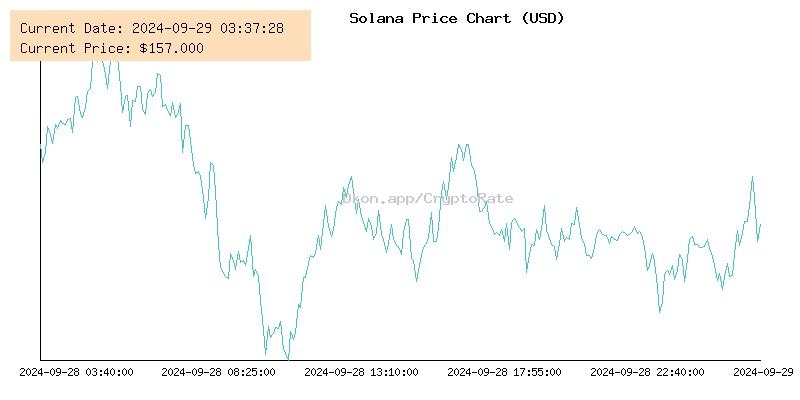 Solana Price Chart (USD)
Current Date: 2024-09-29 03:37:28
Current Price: $157.000
Dkon.app/CryptoRate
2024-09-28 03:40:00 2024-09-28 08:25:00 2024-09-28 13:10:00 2024-09-28 17:55:00 2024-09-28 22:40:00 2024-09-29